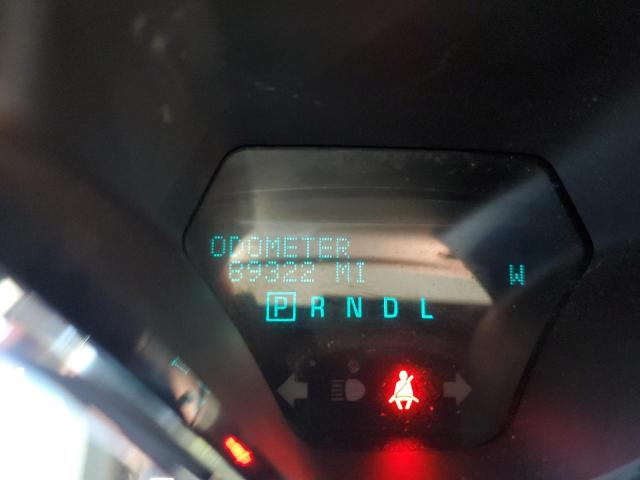 ODOMETER
89322 MI
W
P R N D L